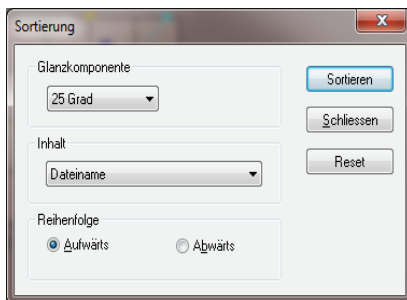 Sortierung
X
Glanzkomponente
25 Grad
Sortieren
Schliessen
Inhalt
Dateiname
Reset
Reihenfolge
Aufwärts
Abwärts